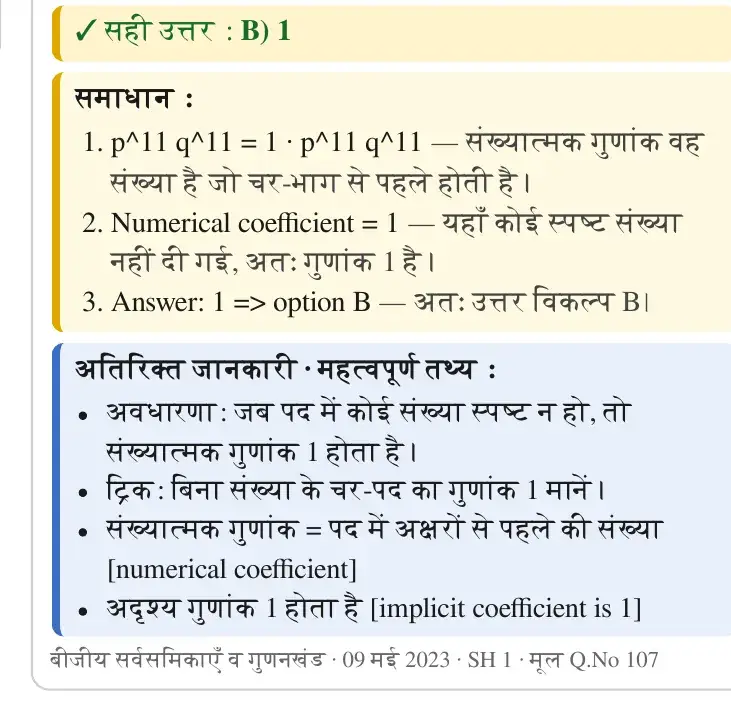 ✓ सही उत्तर : B) 1
समाधान :
1. p^11 q^11 = 1 · p^11 q^11 — संख्यात्मक गुणांक वह
संख्या है जो चर-भाग से पहले होती है।
2. Numerical coefficient = 1 — यहाँ कोई स्पष्ट संख्या
नहीं दी गई, अतः गुणांक 1 है।
3. Answer: 1 => option B — अतः उत्तर विकल्प B।
अतिरिक्त जानकारी · महत्वपूर्ण तथ्य :
• अवधारणा : जब पद में कोई संख्या स्पष्ट न हो, तो
संख्यात्मक गुणांक 1 होता है।
• ट्रिक : बिना संख्या के चर-पद का गुणांक 1 मानें।
• संख्यात्मक गुणांक = पद में अक्षरों से पहले की संख्या
[numerical coefficient]
• अदृश्य गुणांक 1 होता है [implicit coefficient is 1]
बीजीय सर्वसमिकाएँ व गुणनखंड · 09 मई 2023 · SH 1 · मूल Q.No 107